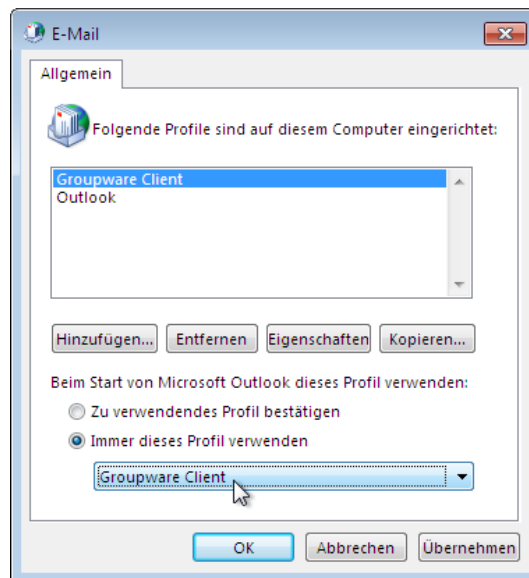 E-Mail
Allgemein
Folgende Profile sind auf diesem Computer eingerichtet:
Groupware Client
Outlook
Hinzufügen... Entfernen Eigenschaften Kopieren...
Beim Start von Microsoft Outlook dieses Profil verwenden:
Zu verwendendes Profil bestätigen
Immer dieses Profil verwenden
Groupware Client
OK Abbrechen Übernehmen